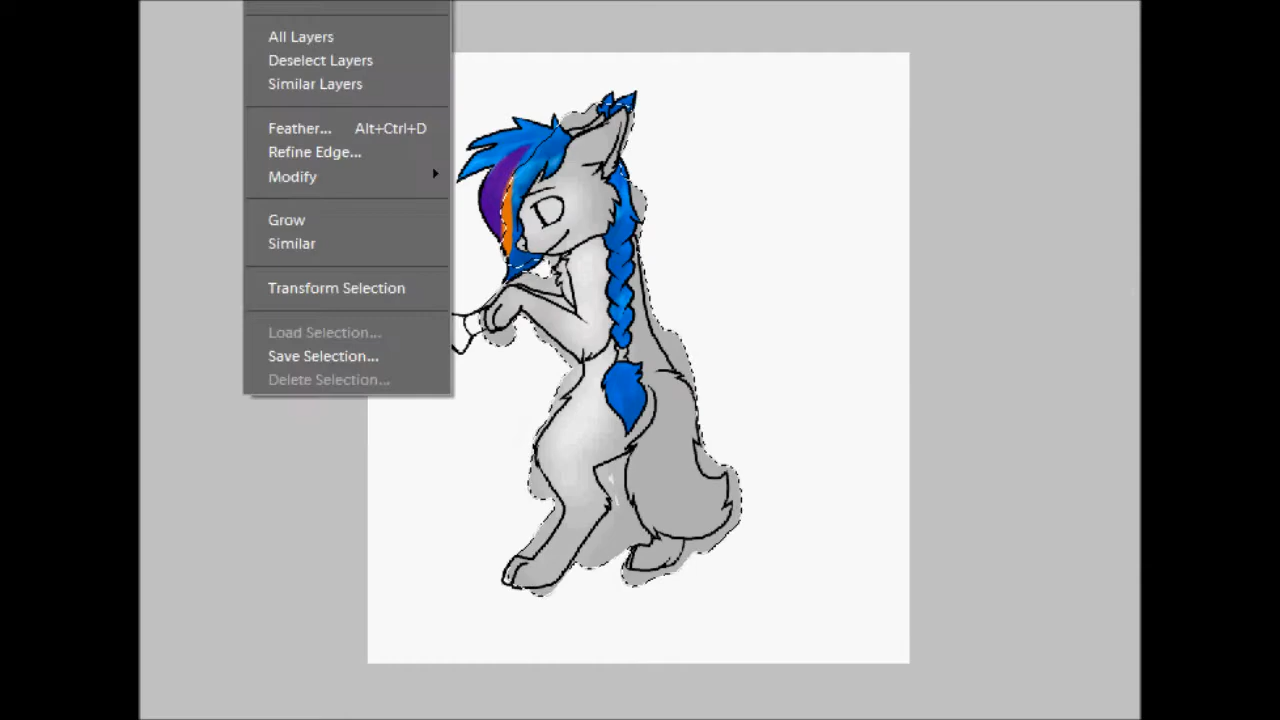 All Layers
Deselect Layers
Similar Layers
Feather... Alt+Ctrl+D
Refine Edge...
Modify
Grow
Similar
Transform Selection
Load Selection...
Save Selection...
Delete Selection...